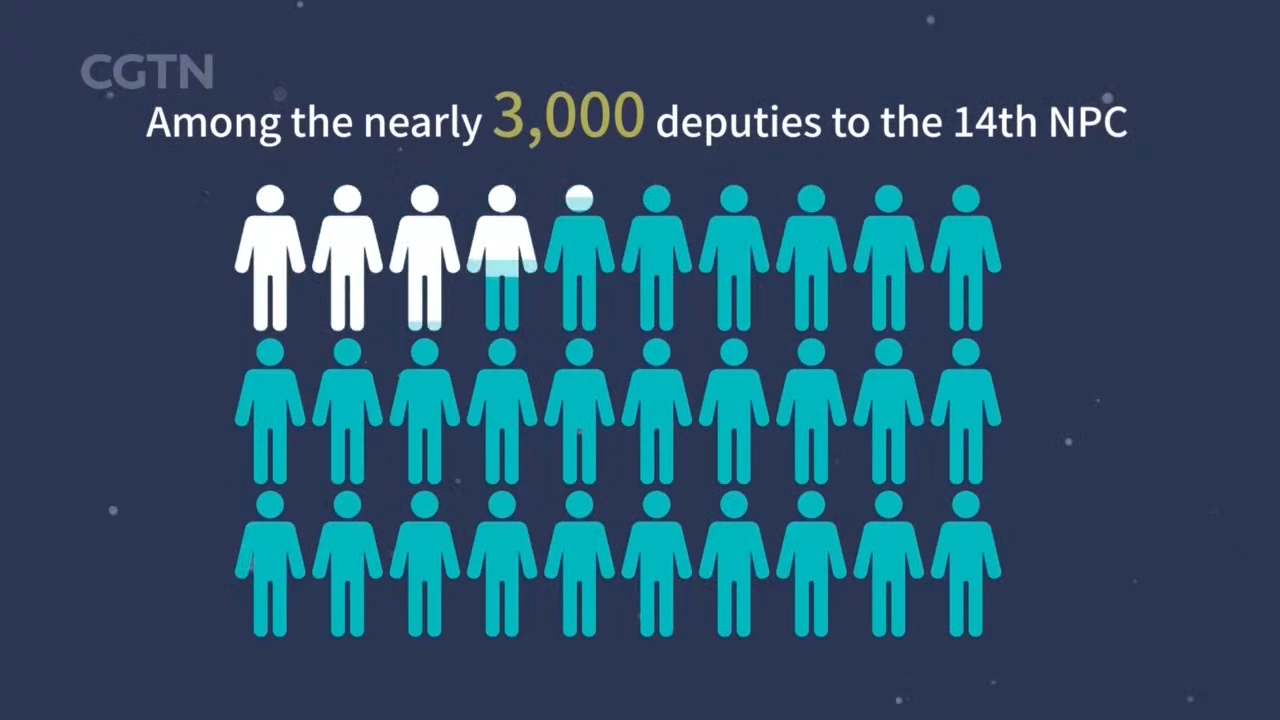 CGTN
Among the nearly 3,000 deputies to the 14th NPC